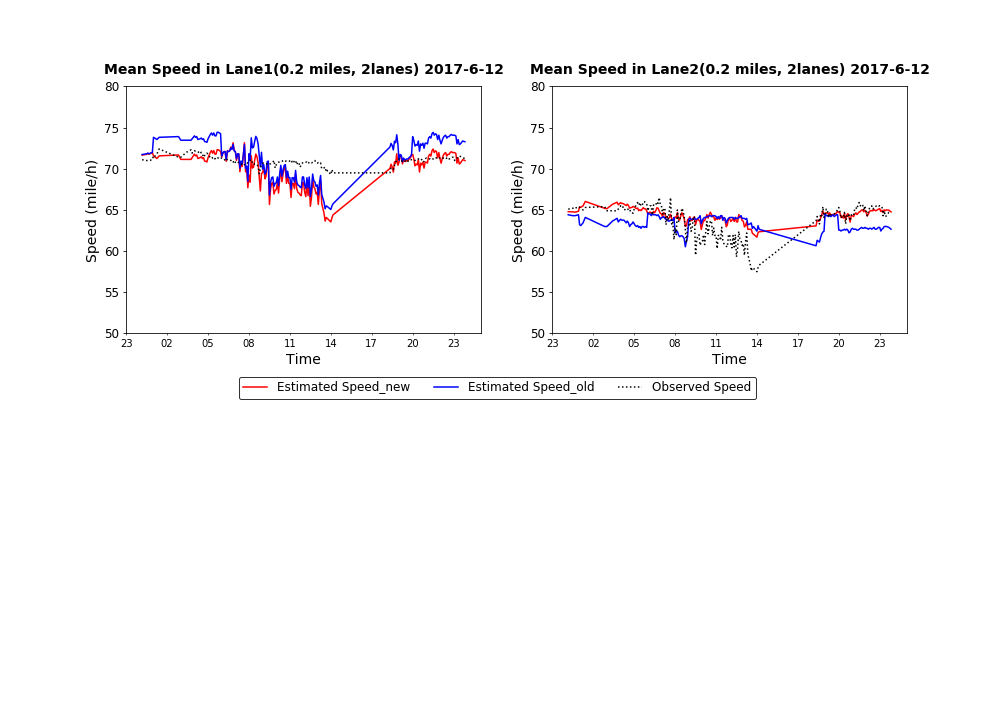 Mean Speed in Lane1(0.2 miles, 2lanes) 2017-6-12
80
75
70
65
60
55
50
Speed (mile/h)
23 02 05 08 11 14 17 20 23
Time
Mean Speed in Lane2(0.2 miles, 2lanes) 2017-6-12
80
75
70
65
60
55
50
Speed (mile/h)
23 02 05 08 11 14 17 20 23
Time
Estimated Speed_new Estimated Speed_old Observed Speed